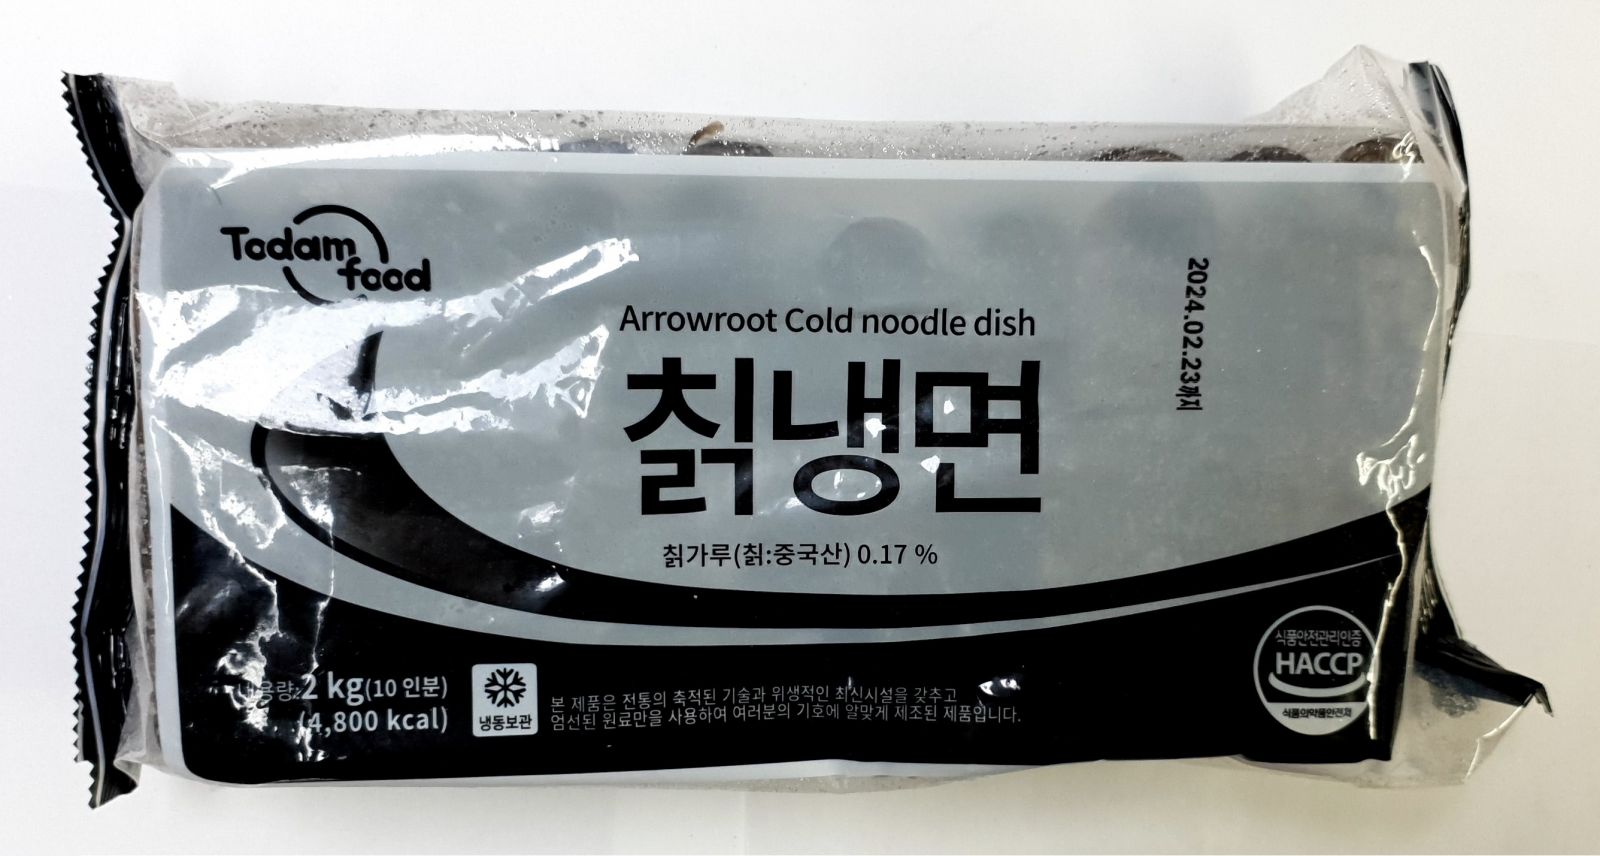 Todam
food
Arrowroot Cold noodle dish
칡냉면
칡가루(칡:중국산) 0.17 %
2024.02.23까지
내용량 2 kg(10 인분)
(4,800 kcal)
냉동보관
본 제품은 전통의 축적된 기술과 위생적인 최신시설을 갖추고
엄선된 원료만을 사용하여 여러분의 기호에 알맞게 제조된 제품입니다.
식품안전관리인증
HACCP
식품의약품안전처